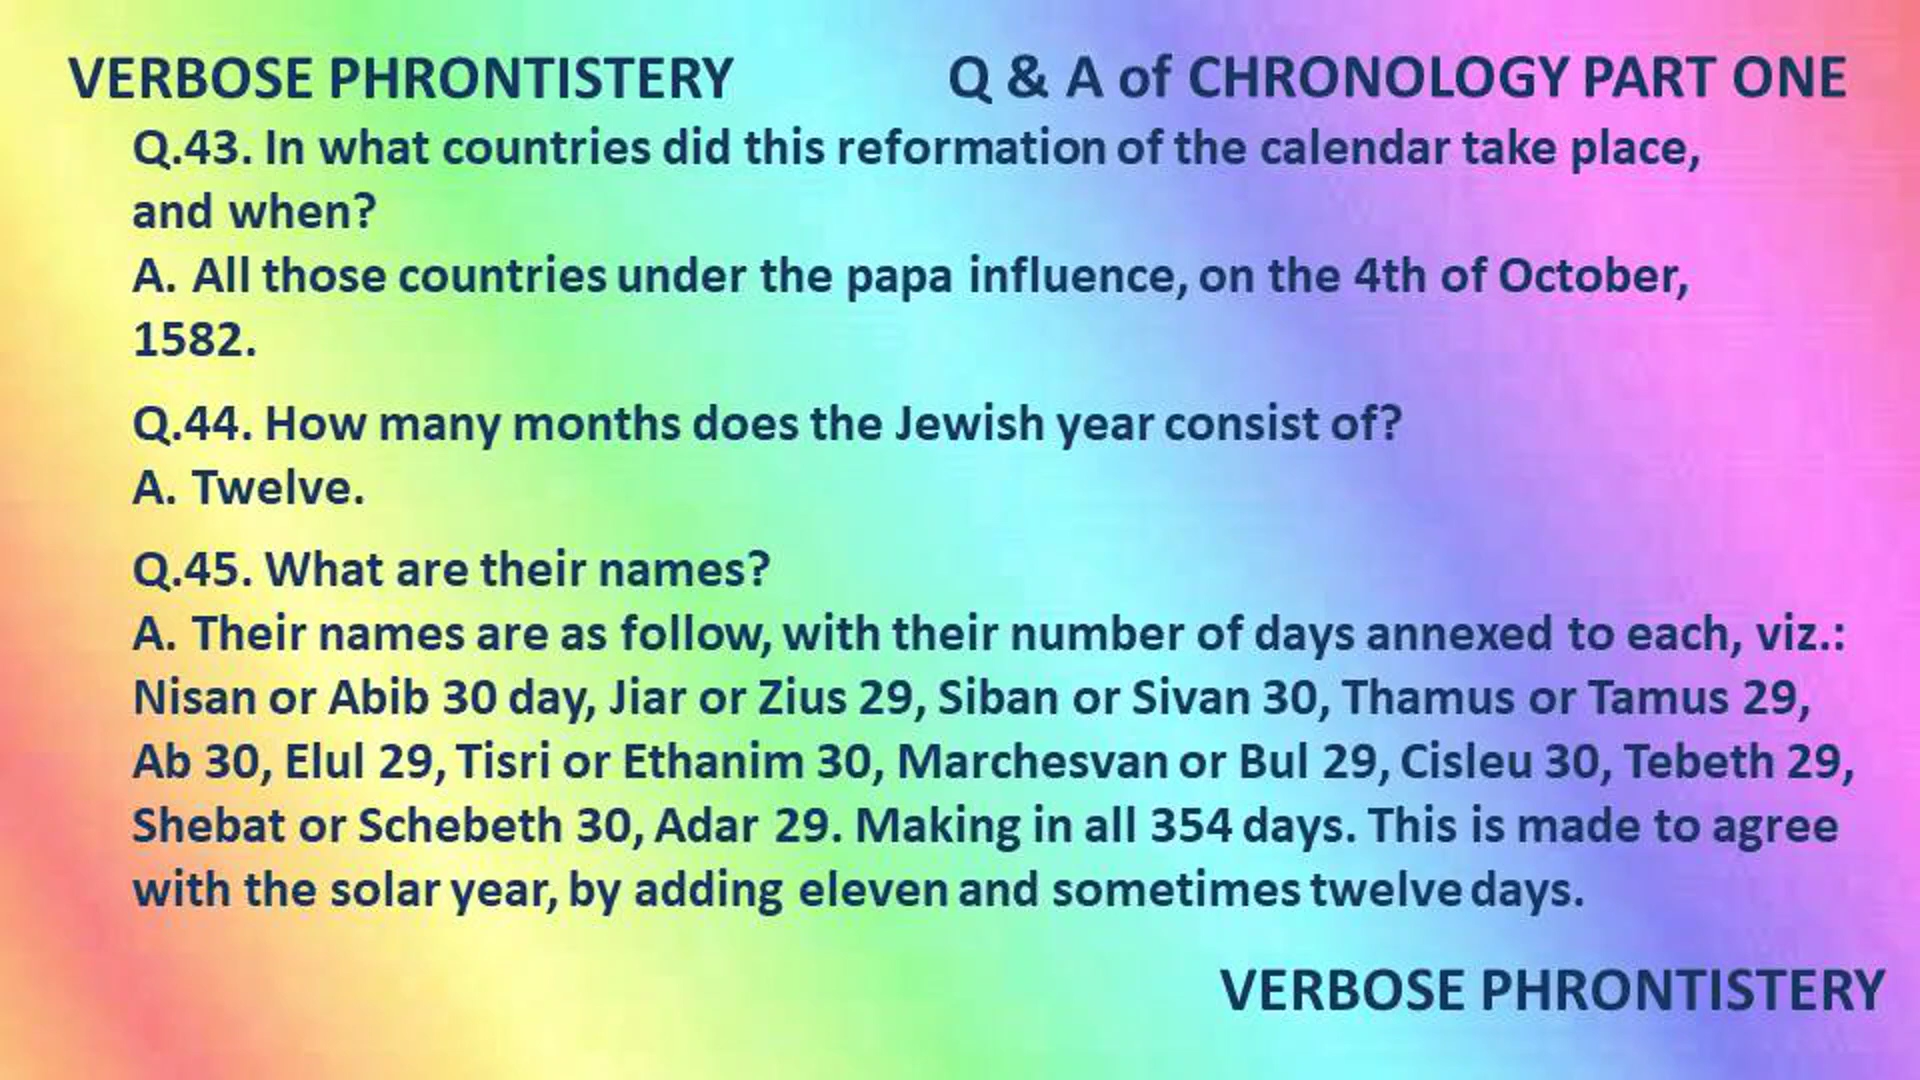 VERBOSE PHRONTISTERY Q & A of CHRONOLOGY PART ONE
Q.43. In what countries did this reformation of the calendar take place,
and when?
A. All those countries under the papa influence, on the 4th of October,
1582.
Q.44. How many months does the Jewish year consist of?
A. Twelve.
Q.45. What are their names?
A. Their names are as follow, with their number of days annexed to each, viz.:
Nisan or Abib 30 day, Jiar or Zius 29, Siban or Sivan 30, Thamus or Tamus 29,
Ab 30, Elul 29, Tisri or Ethanim 30, Marchesvan or Bul 29, Cisleu 30, Tebeth 29,
Shebat or Schebeth 30, Adar 29. Making in all 354 days. This is made to agree
with the solar year, by adding eleven and sometimes twelve days.
VERBOSE PHRONTISTERY